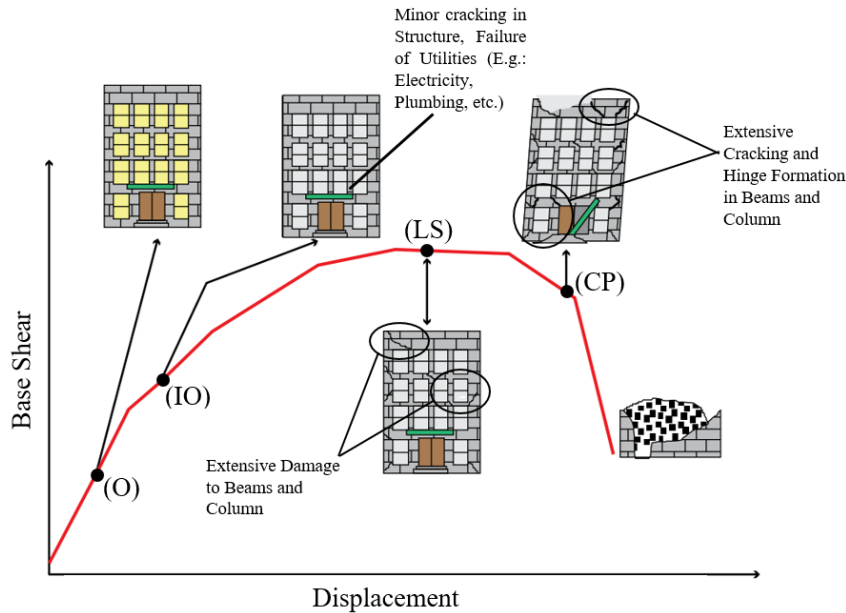 Minor cracking in
Structure, Failure
of Utilities (E.g.:
Electricity,
Plumbing, etc.)
Extensive
Cracking and
Hinge Formation
in Beams and
Column
(LS)
(CP)
(IO)
(O)
Extensive Damage
to Beams and
Column
Base Shear
Displacement